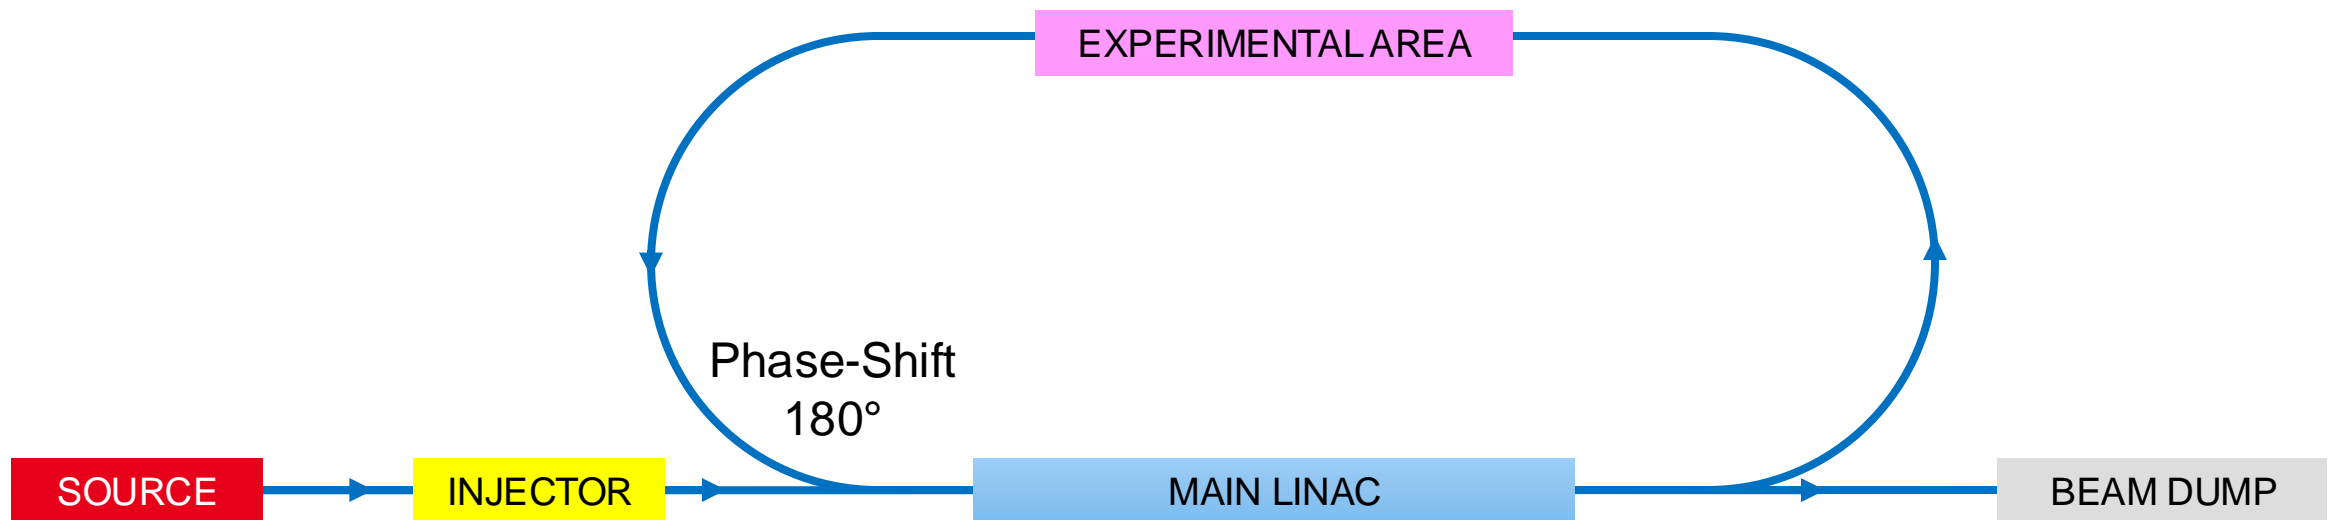 EXPERIMENTAL AREA
Phase-Shift
180°
SOURCE
INJECTOR
MAIN LINAC
BEAM DUMP